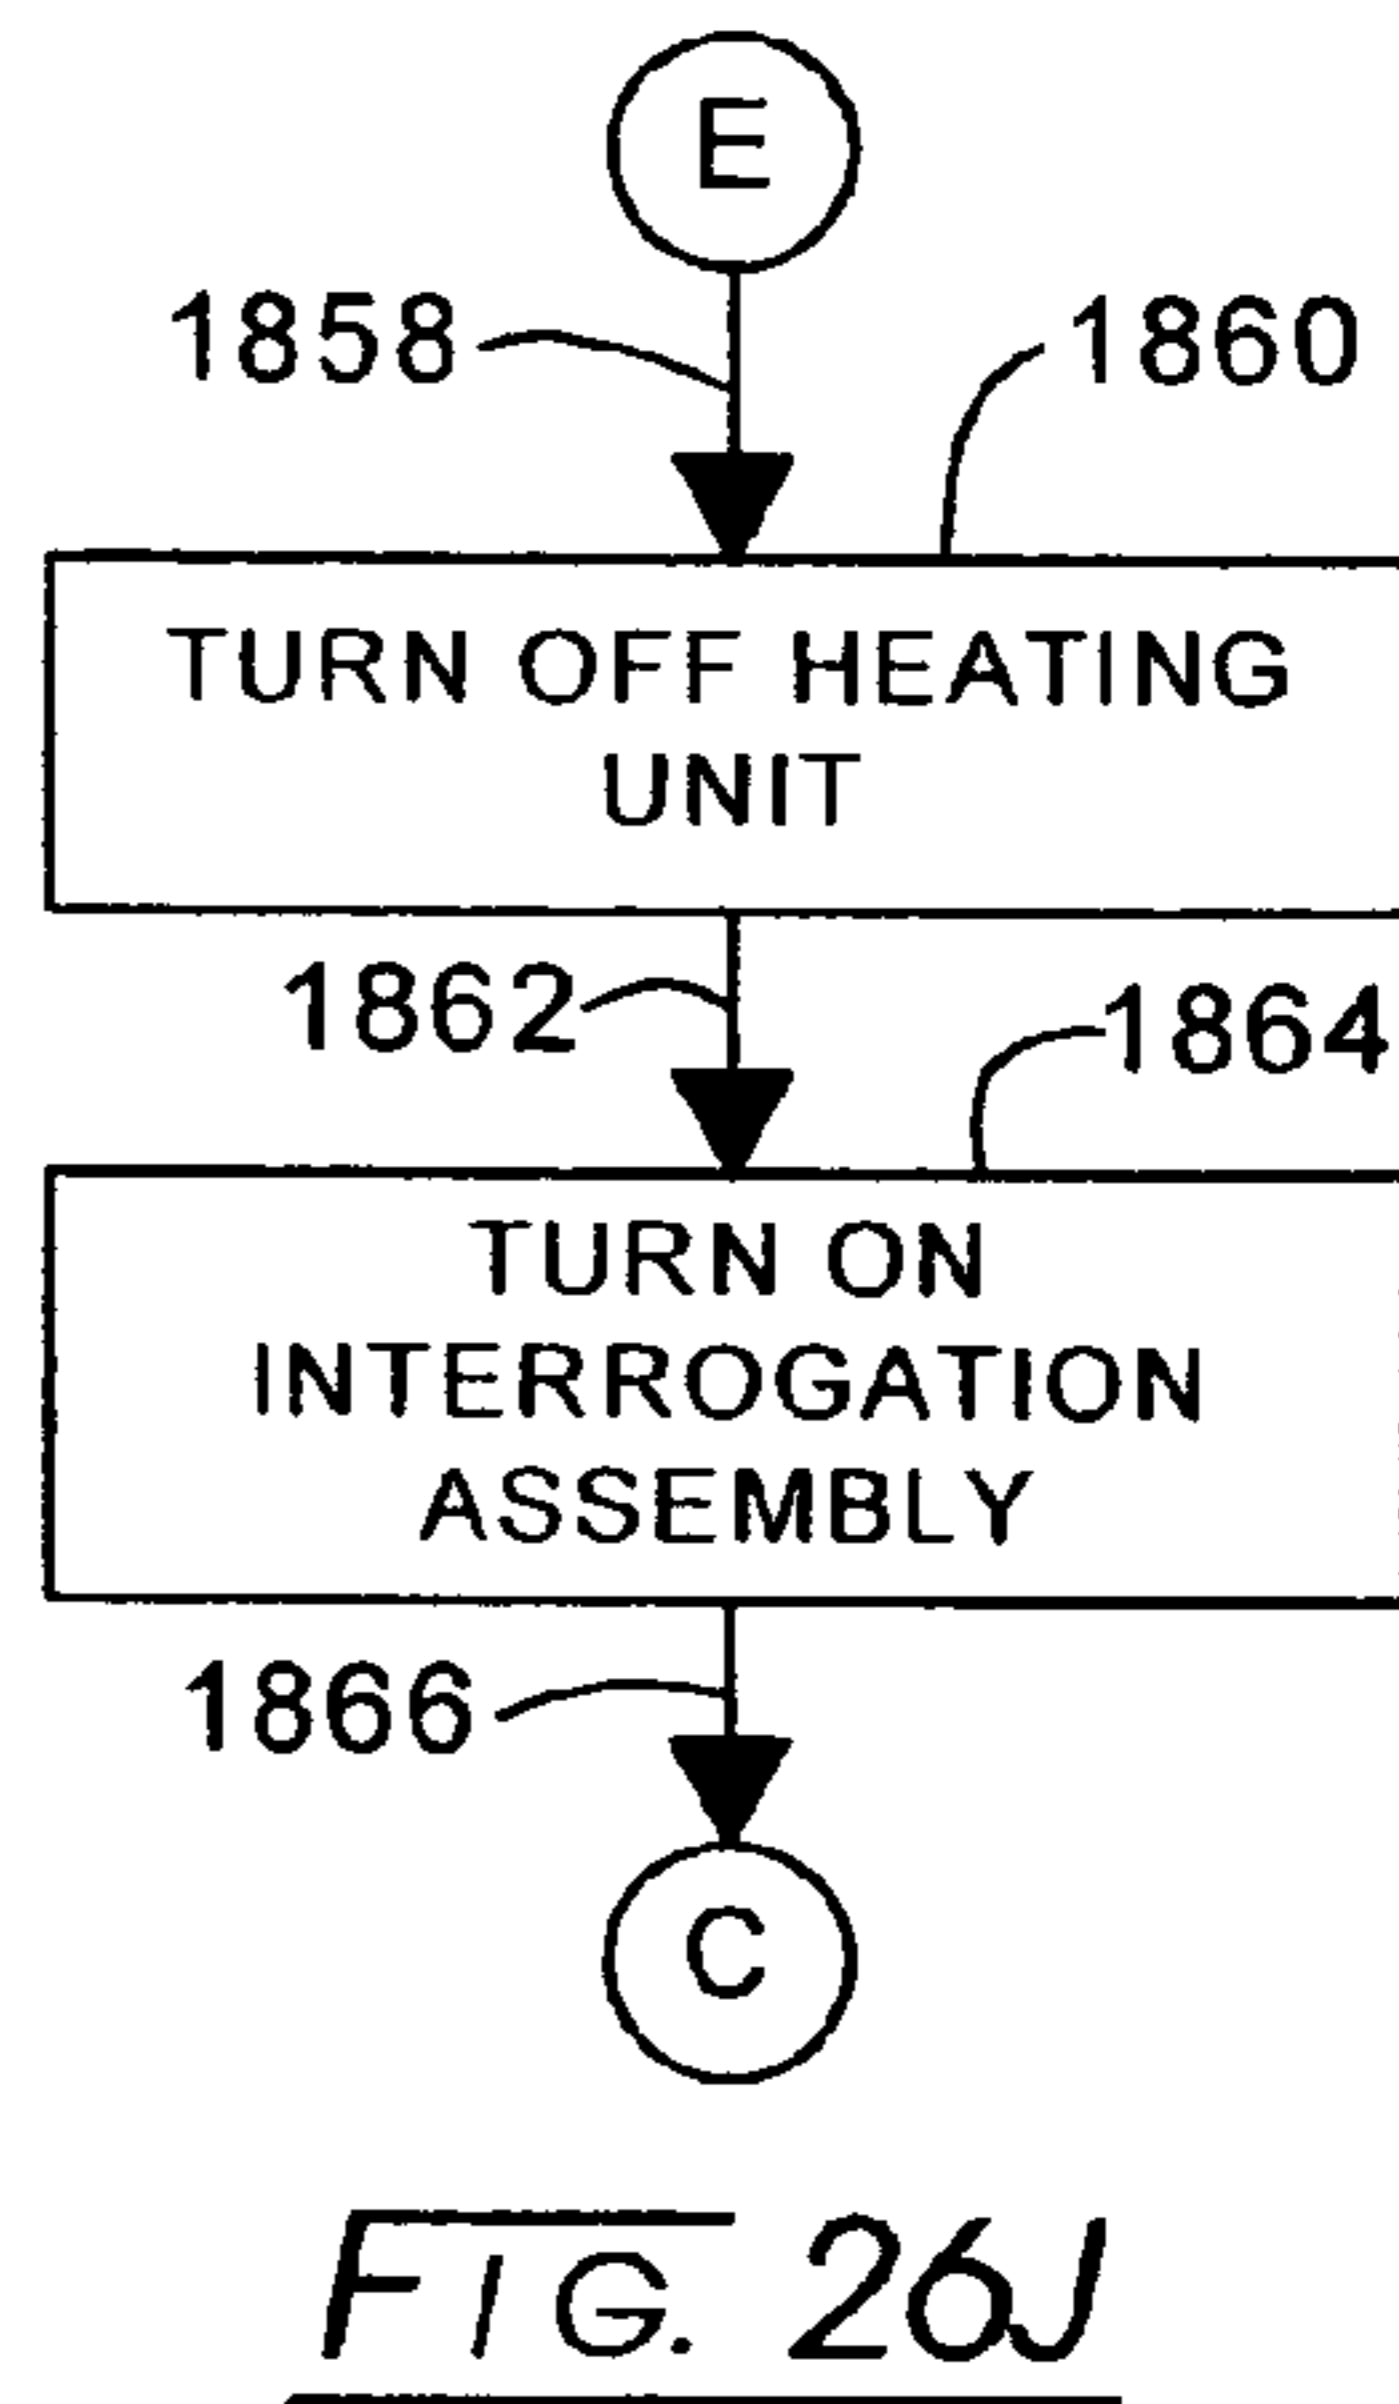 E
1858
1860
TURN OFF HEATING
UNIT
1862
1864
TURN ON
INTERROGATION
ASSEMBLY
1866
C
FIG. 26J